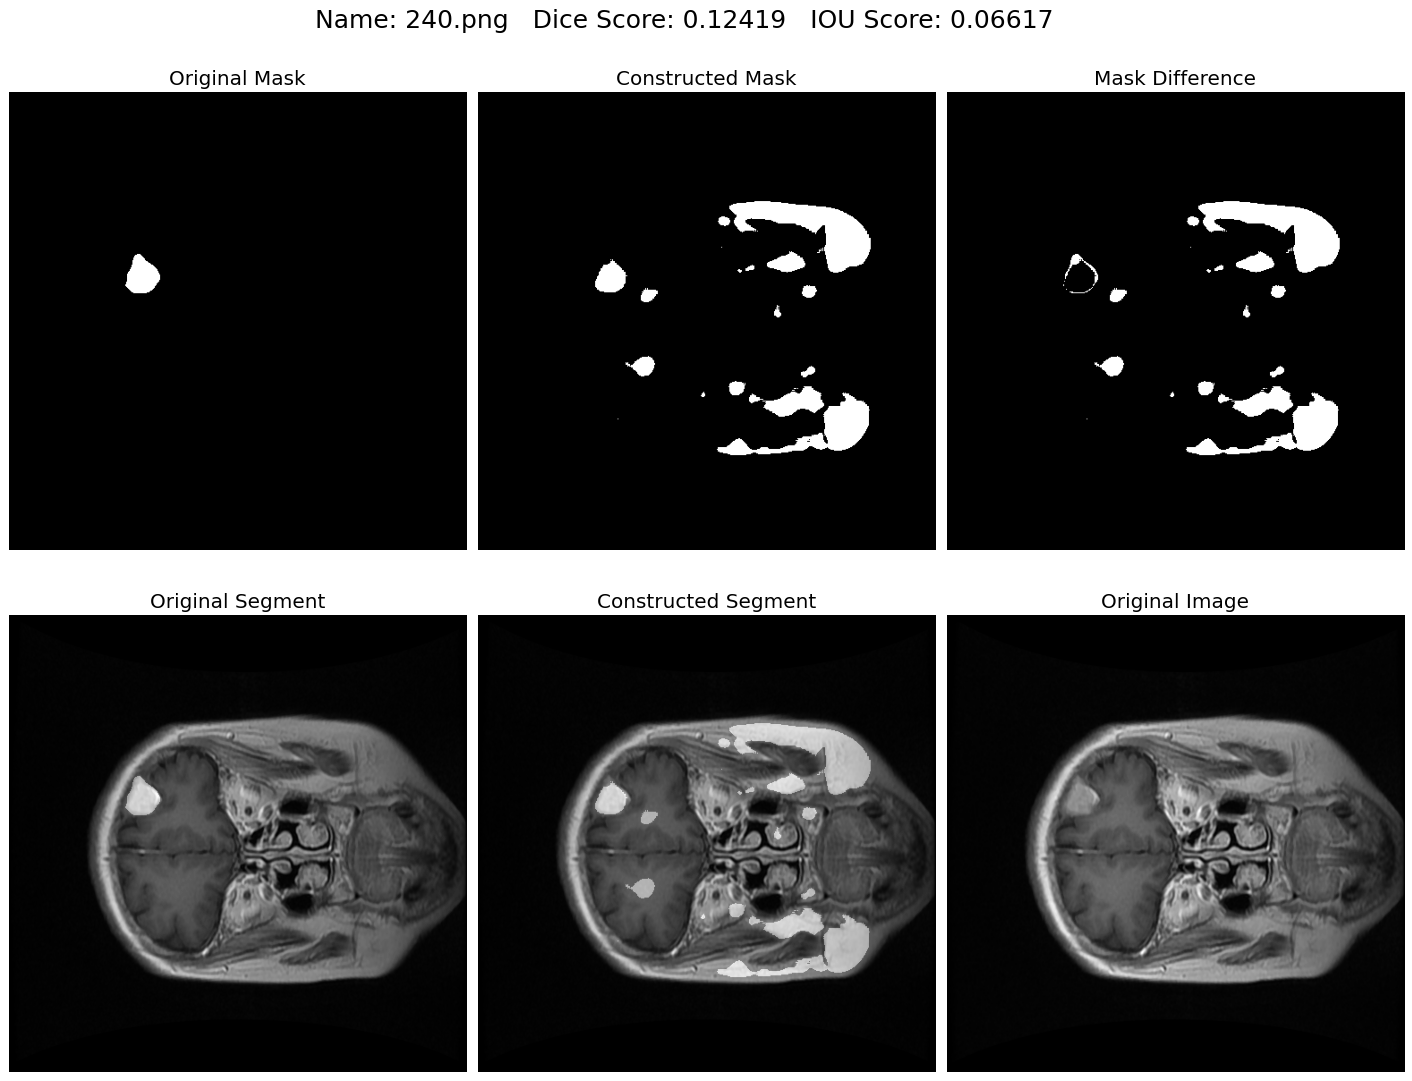 Name: 240.png   Dice Score: 0.12419   IOU Score: 0.06617
Original Mask
Constructed Mask
Mask Difference
Original Segment
Constructed Segment
Original Image